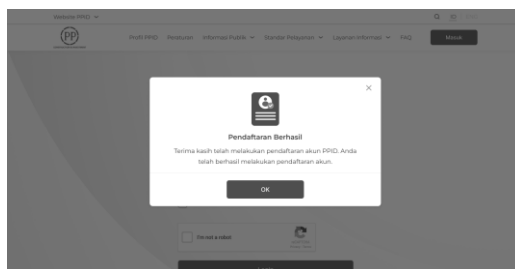 Website PPID
Profil PPID Peraturan Informasi Publik Standar Pelayanan Layanan Informasi FAQ Masuk
PP
Pendaftaran Berhasil
Terima kasih telah melakukan pendaftaran akun PPID. Anda
telah berhasil melakukan pendaftaran akun.
OK
I'm not a robot